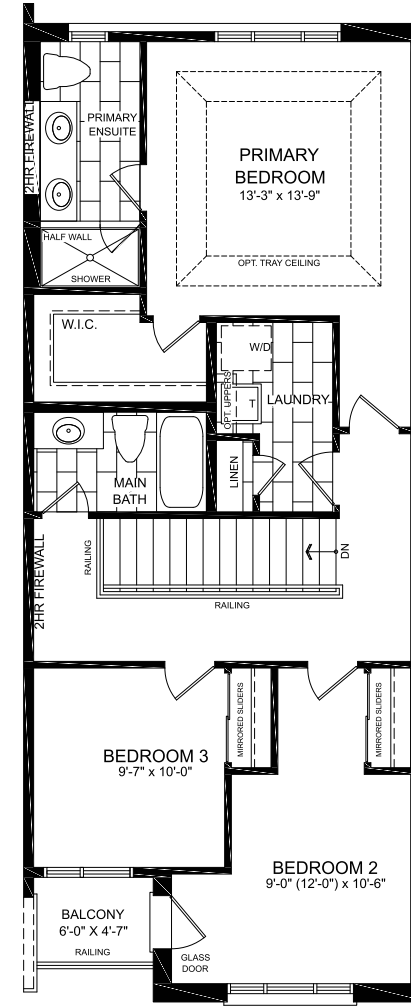 PRIMARY
ENSUITE
2HR FIREWALL
PRIMARY
BEDROOM
13'-3" x 13'-9"
HALF WALL
SHOWER
OPT. TRAY CEILING
W.I.C.
W/D
OPT. UPPERS
T
LAUNDRY
LINEN
MAIN
BATH
2HR FIREWALL
RAILING
DN
RAILING
MIRRORED SLIDERS
MIRRORED SLIDERS
BEDROOM 3
9'-7" x 10'-0"
BEDROOM 2
9'-0" (12'-0") x 10'-6"
BALCONY
6'-0" X 4'-7"
RAILING
GLASS
DOOR